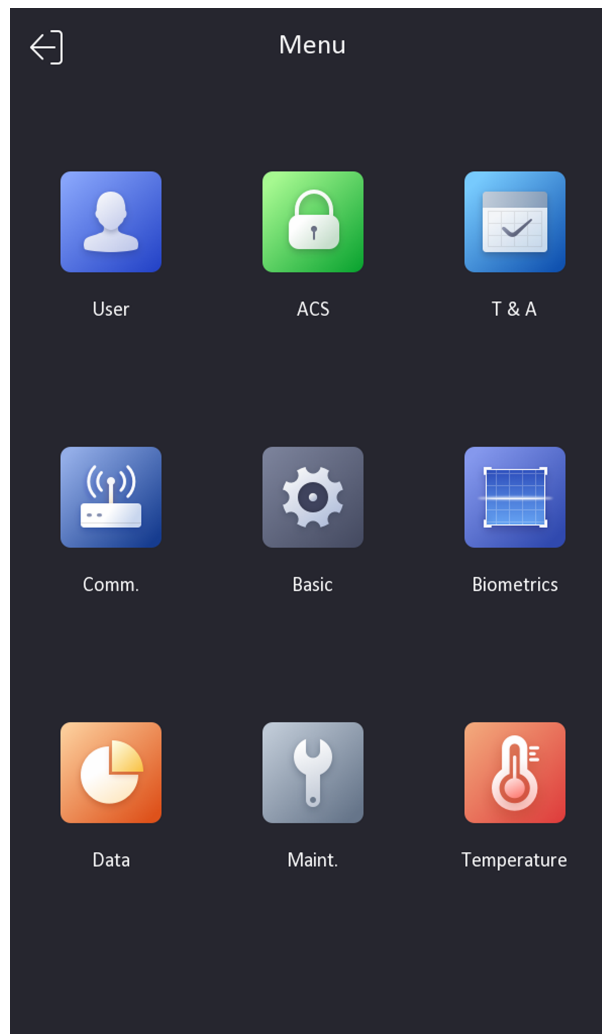 Menu
User
ACS
T & A
Comm.
Basic
Biometrics
Data
Maint.
Temperature